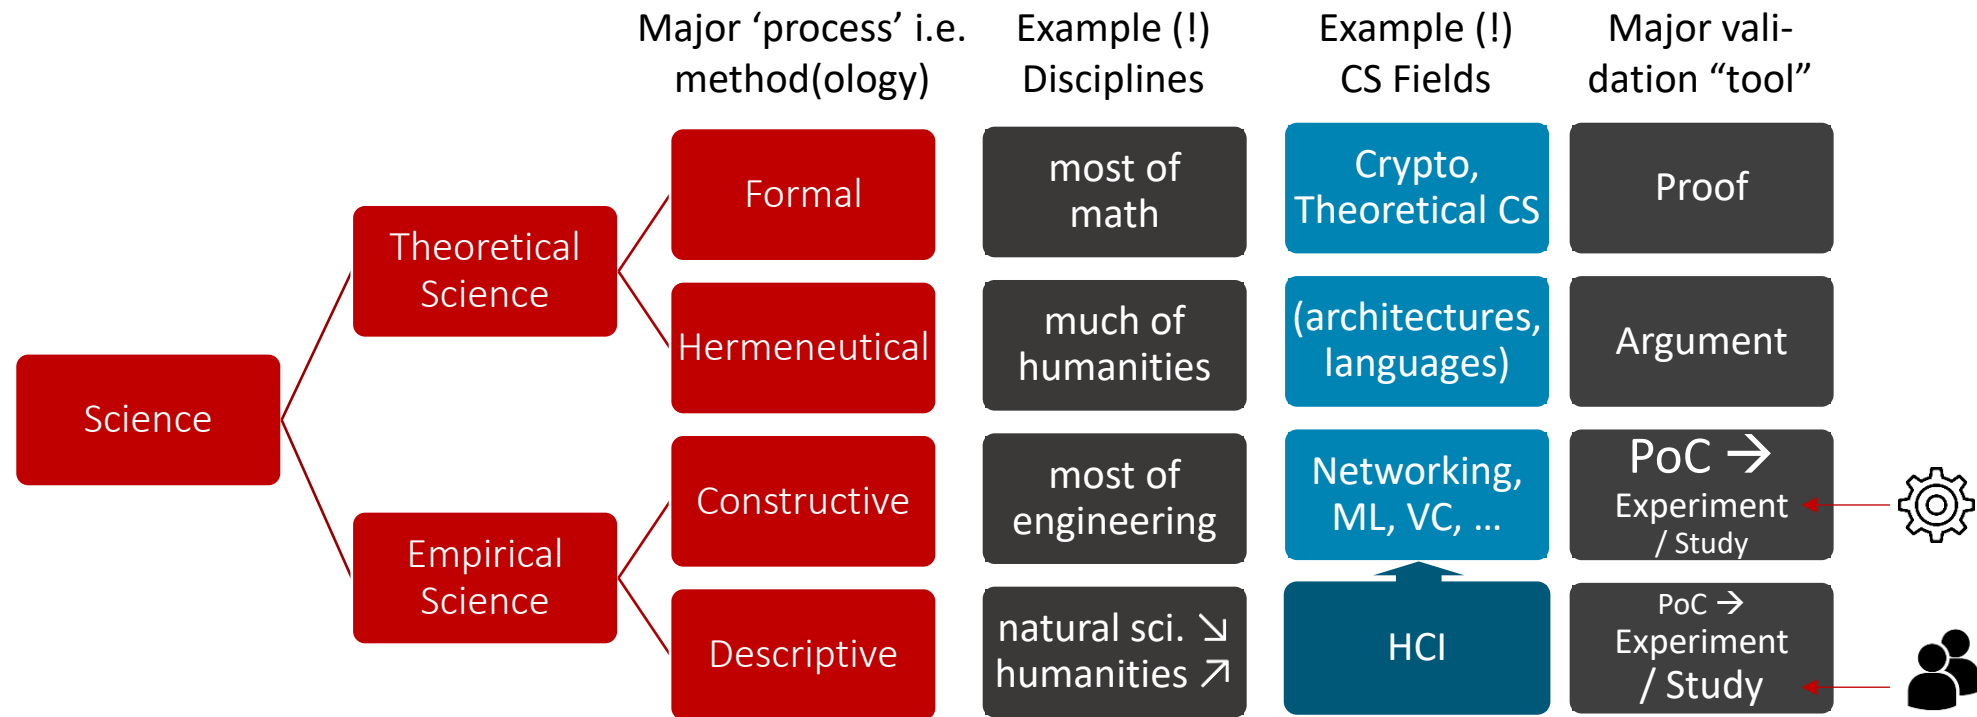 Major ‘process’ i.e.
method(ology)
Example (!)
Disciplines
Example (!)
CS Fields
Major vali-
dation “tool”
Science
Theoretical
Science
Empirical
Science
Formal
most of
math
Crypto,
Theoretical CS
Proof
Hermeneutical
much of
humanities
(architectures,
languages)
Argument
Constructive
most of
engineering
Networking,
ML, VC, ...
PoC →
Experiment
/ Study
Descriptive
natural sci. ↘
humanities ↗
HCI
PoC →
Experiment
/ Study